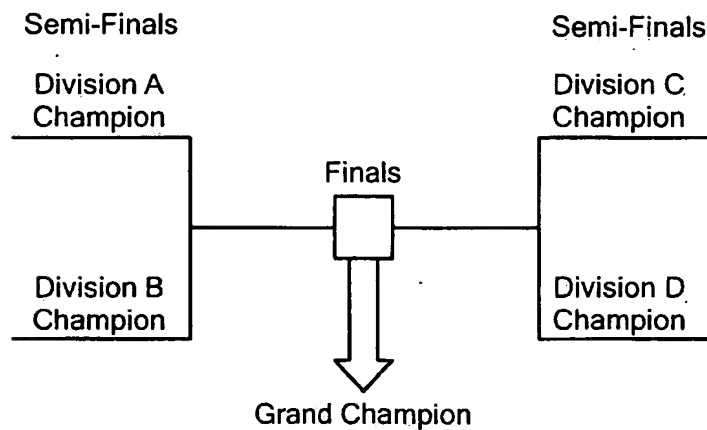 Semi-Finals
Semi-Finals
Division A
Champion
Division C
Champion
Finals
Division B
Champion
Division D
Champion
Grand Champion